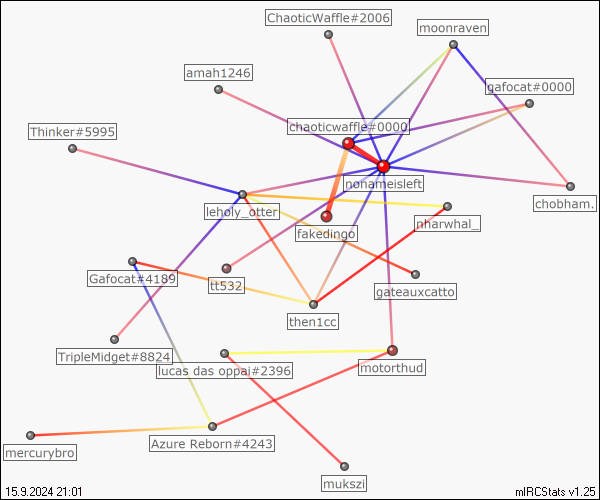 ChaoticWaffle#2006
moonraven
amah1246
gafocat#0000
chaoticwaffle#0000
Thinker#5995
nonameisleft
chobham.
leholy_otter
nharwhal_
fakedingo
Gafocat#4189
tt532
gateauxcatto
then1cc
TripleMidget#8824
lucas das oppai#2396
motorthud
Azure Reborn#4243
mercurybro
mukszi
15.9.2024 21:01
mIRCStats v1.25